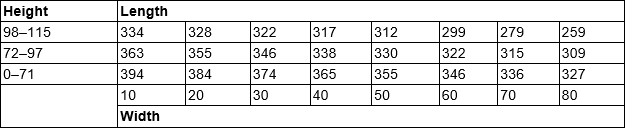 Height Length
98–115 334 328 322 317 312 299 279 259
72–97 363 355 346 338 330 322 315 309
0–71 394 384 374 365 355 346 336 327
10 20 30 40 50 60 70 80
Width